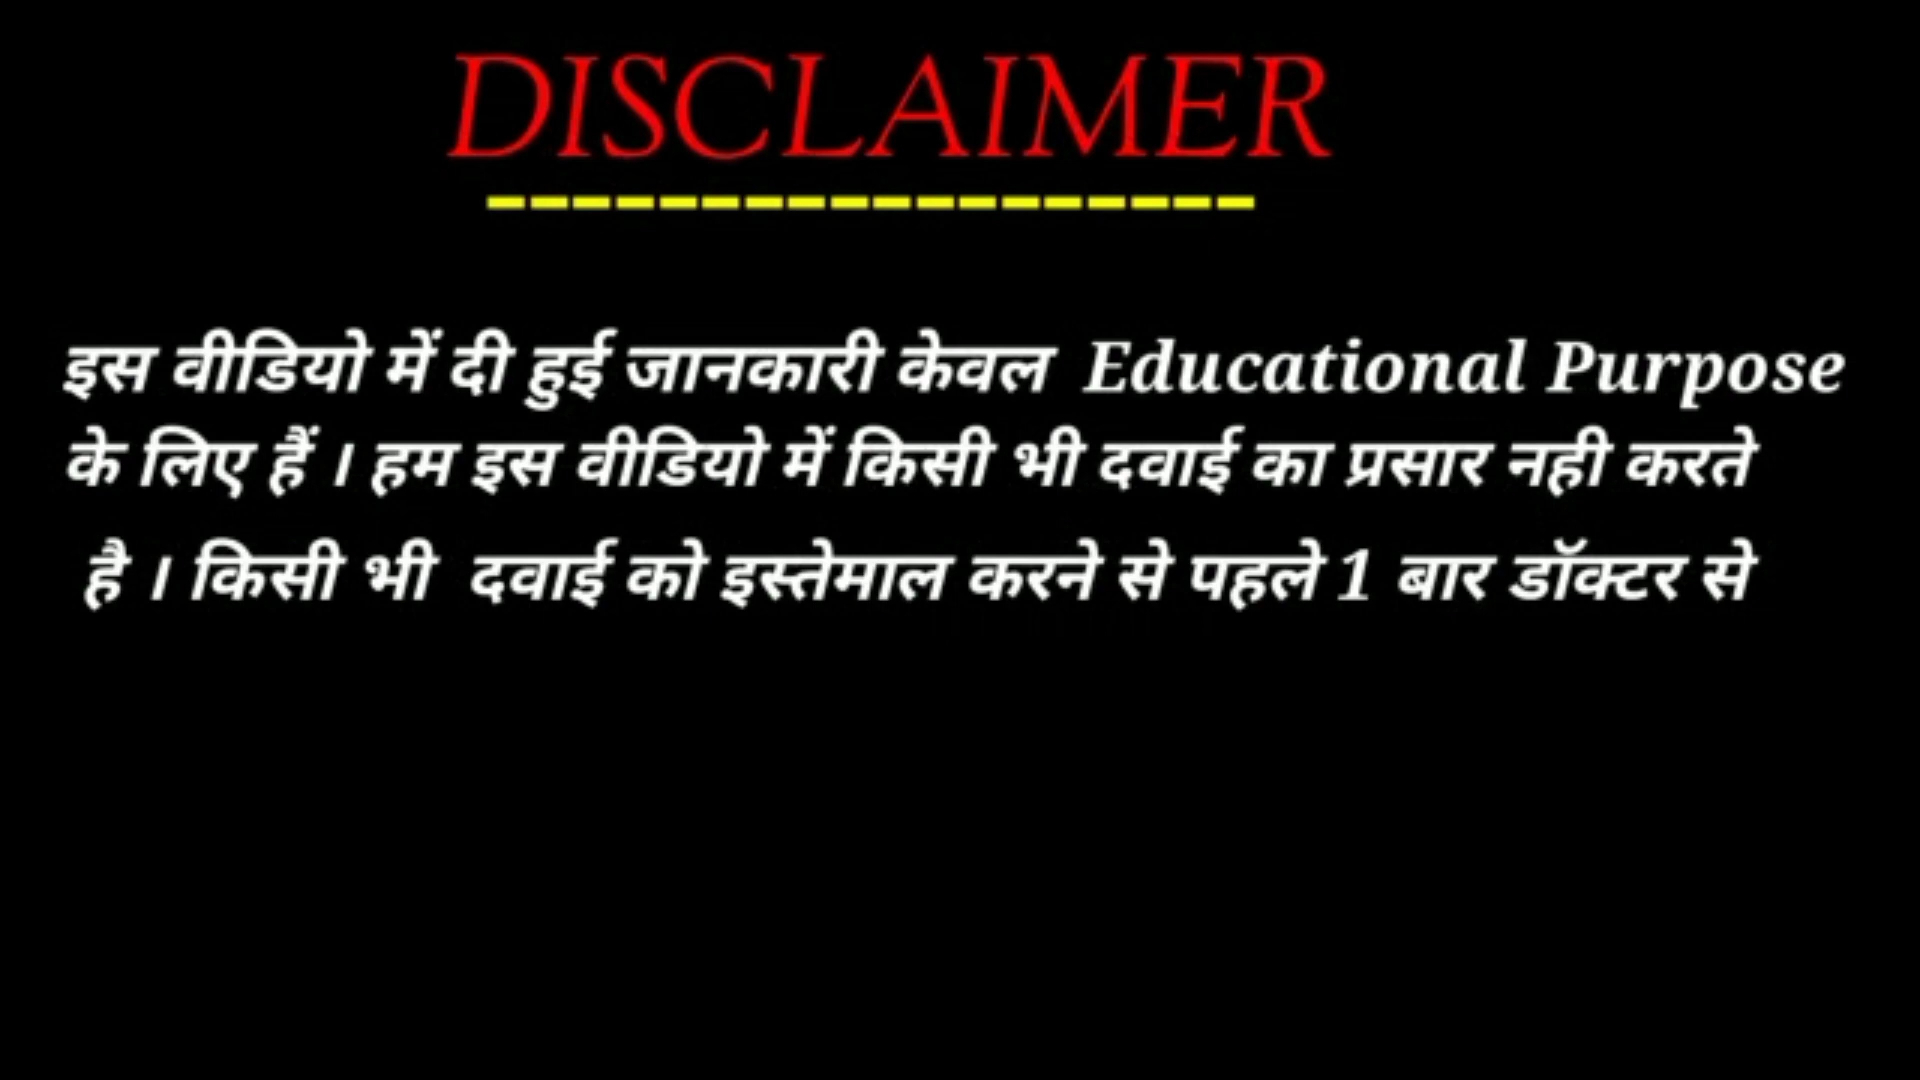 DISCLAIMER
------------------
इस वीडियो में दी हुई जानकारी केवल Educational Purpose
के लिए हैं । हम इस वीडियो में किसी भी दवाई का प्रसार नही करते
है । किसी भी दवाई को इस्तेमाल करने से पहले 1 बार डॉक्टर से